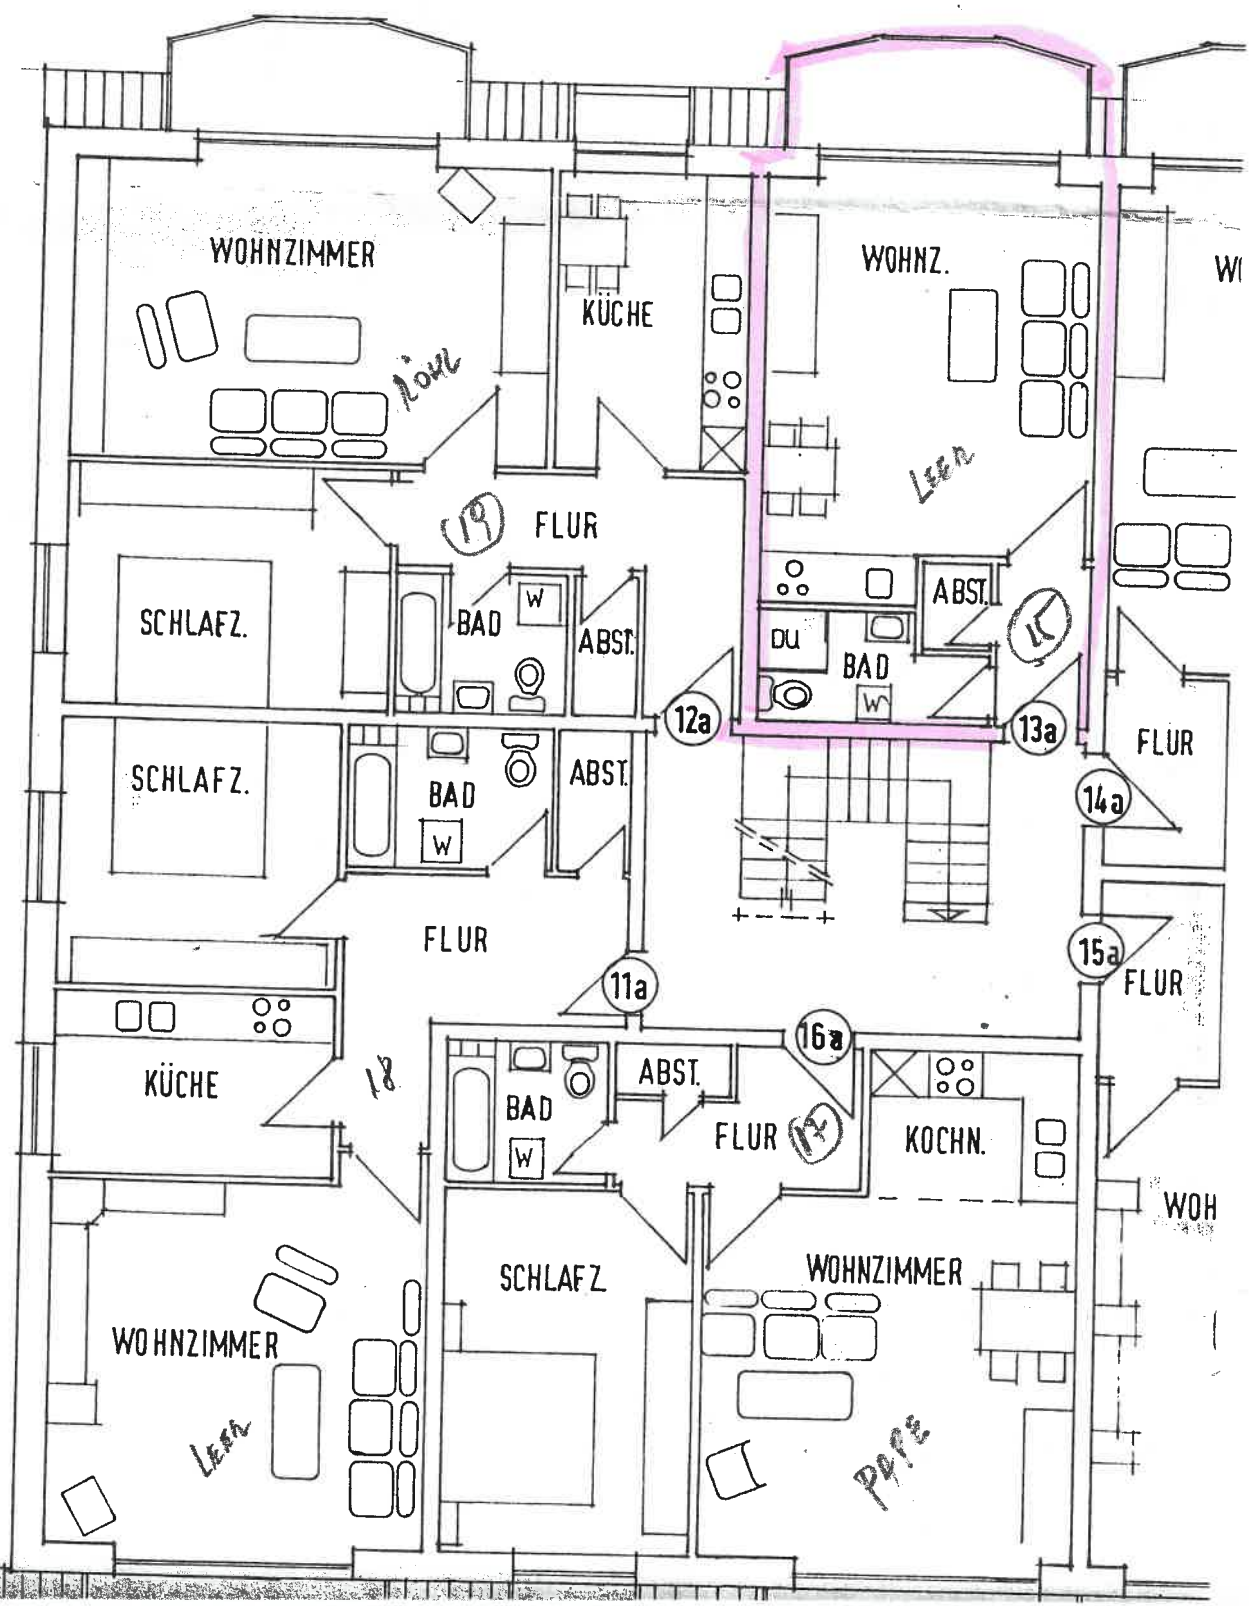 WOHNZIMMER
KÜCHE
WOHNZ.
W
LEER
19
FLUR
SCHLAFZ.
BAD
W
ABST.
ABST.
15
DU
BAD
W
12a
13a
FLUR
14a
SCHLAFZ.
BAD
W
ABST.
FLUR
11a
15a
FLUR
16a
KÜCHE
18
BAD
W
ABST.
FLUR
17
KOCHN.
WOH
SCHLAFZ
WOHNZIMMER
WOHNZIMMER
LEER
PAPE